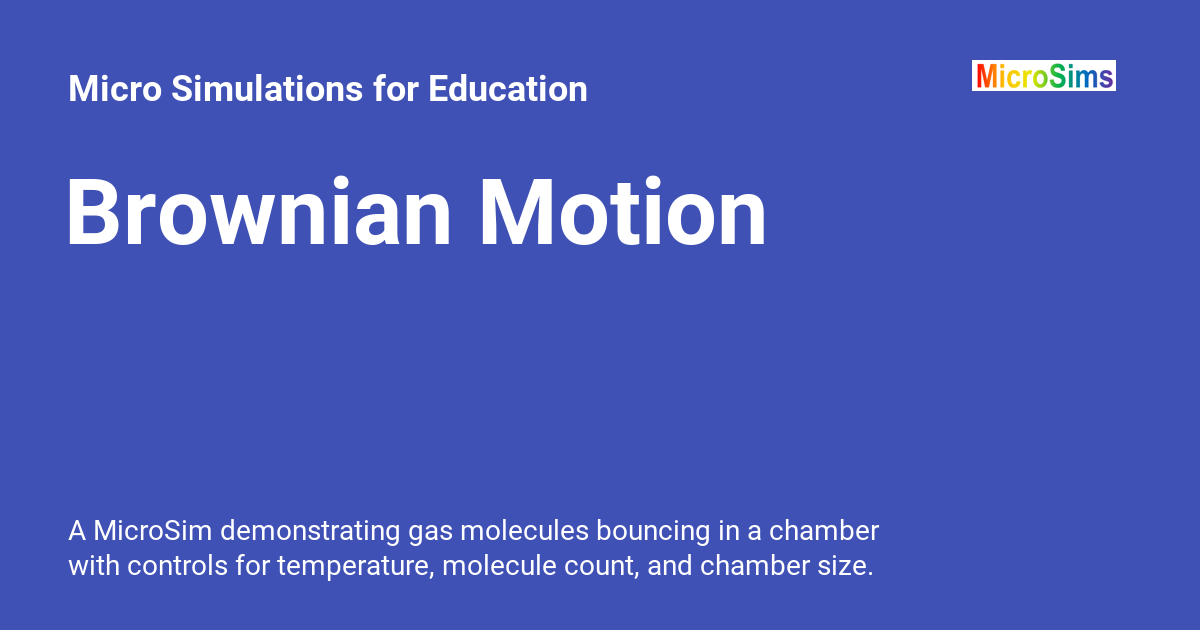 Micro Simulations for Education
MicroSims
Brownian Motion
A MicroSim demonstrating gas molecules bouncing in a chamber
with controls for temperature, molecule count, and chamber size.